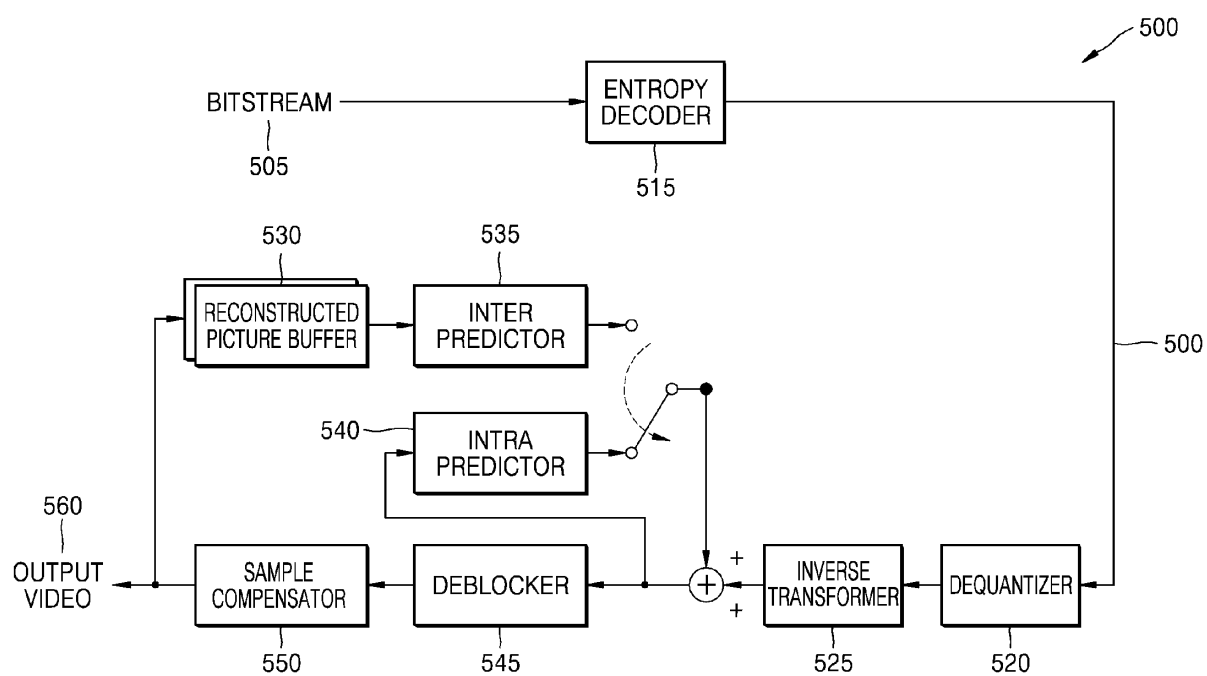 500
BITSTREAM
505
ENTROPY
DECODER
515
530
535
RECONSTRUCTED
PICTURE BUFFER
INTER
PREDICTOR
500
540
INTRA
PREDICTOR
560
OUTPUT
VIDEO
SAMPLE
COMPENSATOR
550
DEBLOCKER
545
+
+
+
INVERSE
TRANSFORMER
525
DEQUANTIZER
520